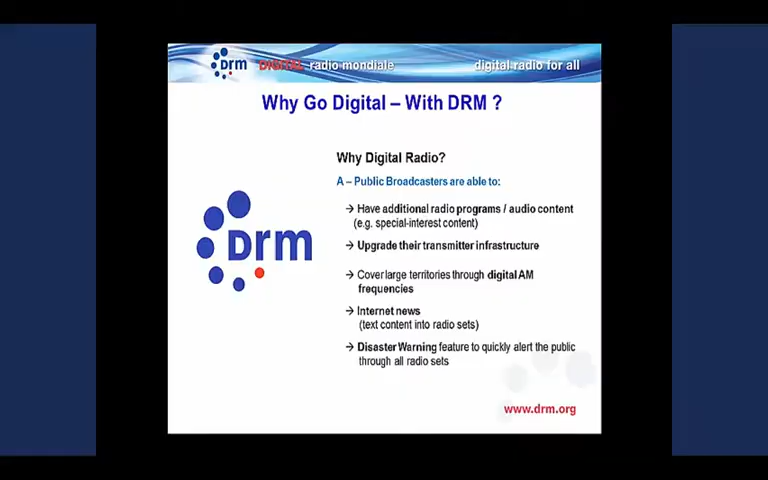 drm DIGITAL radio mondiale digital radio for all
Why Go Digital – With DRM ?
Why Digital Radio?
A – Public Broadcasters are able to:
→ Have additional radio programs / audio content
(e.g. special-interest content)
→ Upgrade their transmitter infrastructure
→ Cover large territories through digital AM
frequencies
→ Internet news
(text content into radio sets)
→ Disaster Warning feature to quickly alert the public
through all radio sets
Drm
www.drm.org